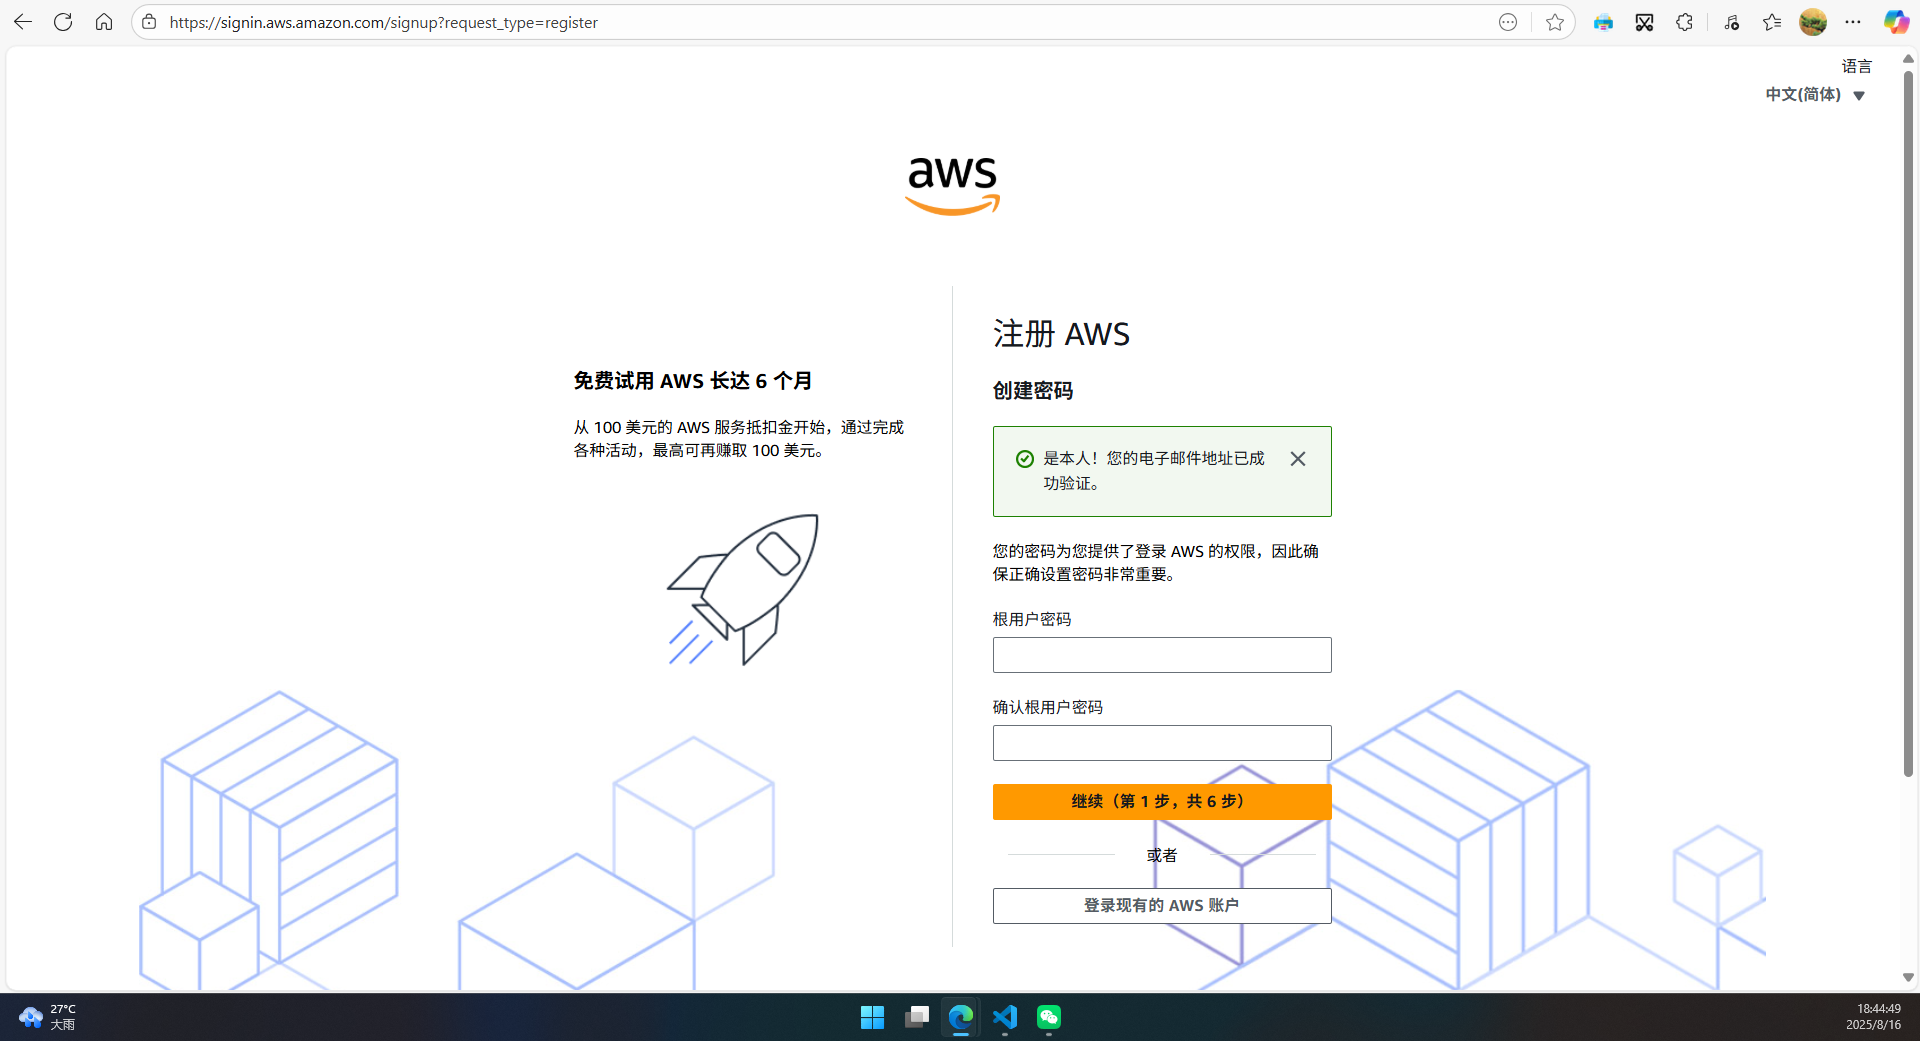 https://signin.aws.amazon.com/signup?request_type=register
语言
中文(简体)
aws
免费试用 AWS 长达 6 个月
从 100 美元的 AWS 服务抵扣金开始，通过完成
各种活动，最高可再赚取 100 美元。
注册 AWS
创建密码
是本人！您的电子邮件地址已成
功验证。
您的密码为您提供了登录 AWS 的权限，因此确
保正确设置密码非常重要。
根用户密码
确认根用户密码
继续（第 1 步，共 6 步）
或者
登录现有的 AWS 账户
27°C
大雨
18:44:49
2025/8/16